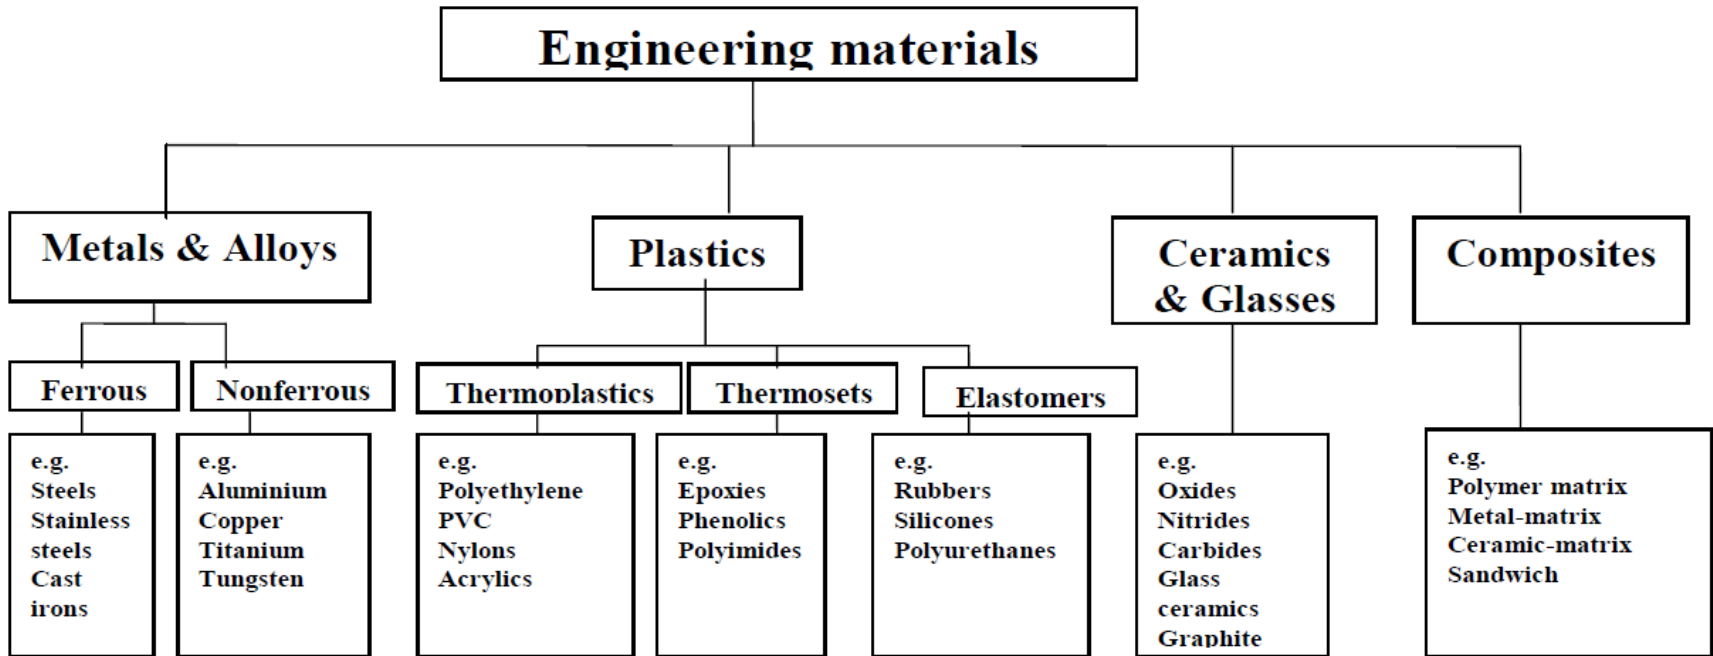 Engineering materials
Metals & Alloys
Plastics
Ceramics
& Glasses
Composites
Ferrous
Nonferrous
Thermoplastics
Thermosets
Elastomers
e.g.
Steels
Stainless
steels
Cast
irons
e.g.
Aluminium
Copper
Titanium
Tungsten
e.g.
Polyethylene
PVC
Nylons
Acrylics
e.g.
Epoxies
Phenolics
Polyimides
e.g.
Rubbers
Silicones
Polyurethanes
e.g.
Oxides
Nitrides
Carbides
Glass
ceramics
Graphite
e.g.
Polymer matrix
Metal-matrix
Ceramic-matrix
Sandwich